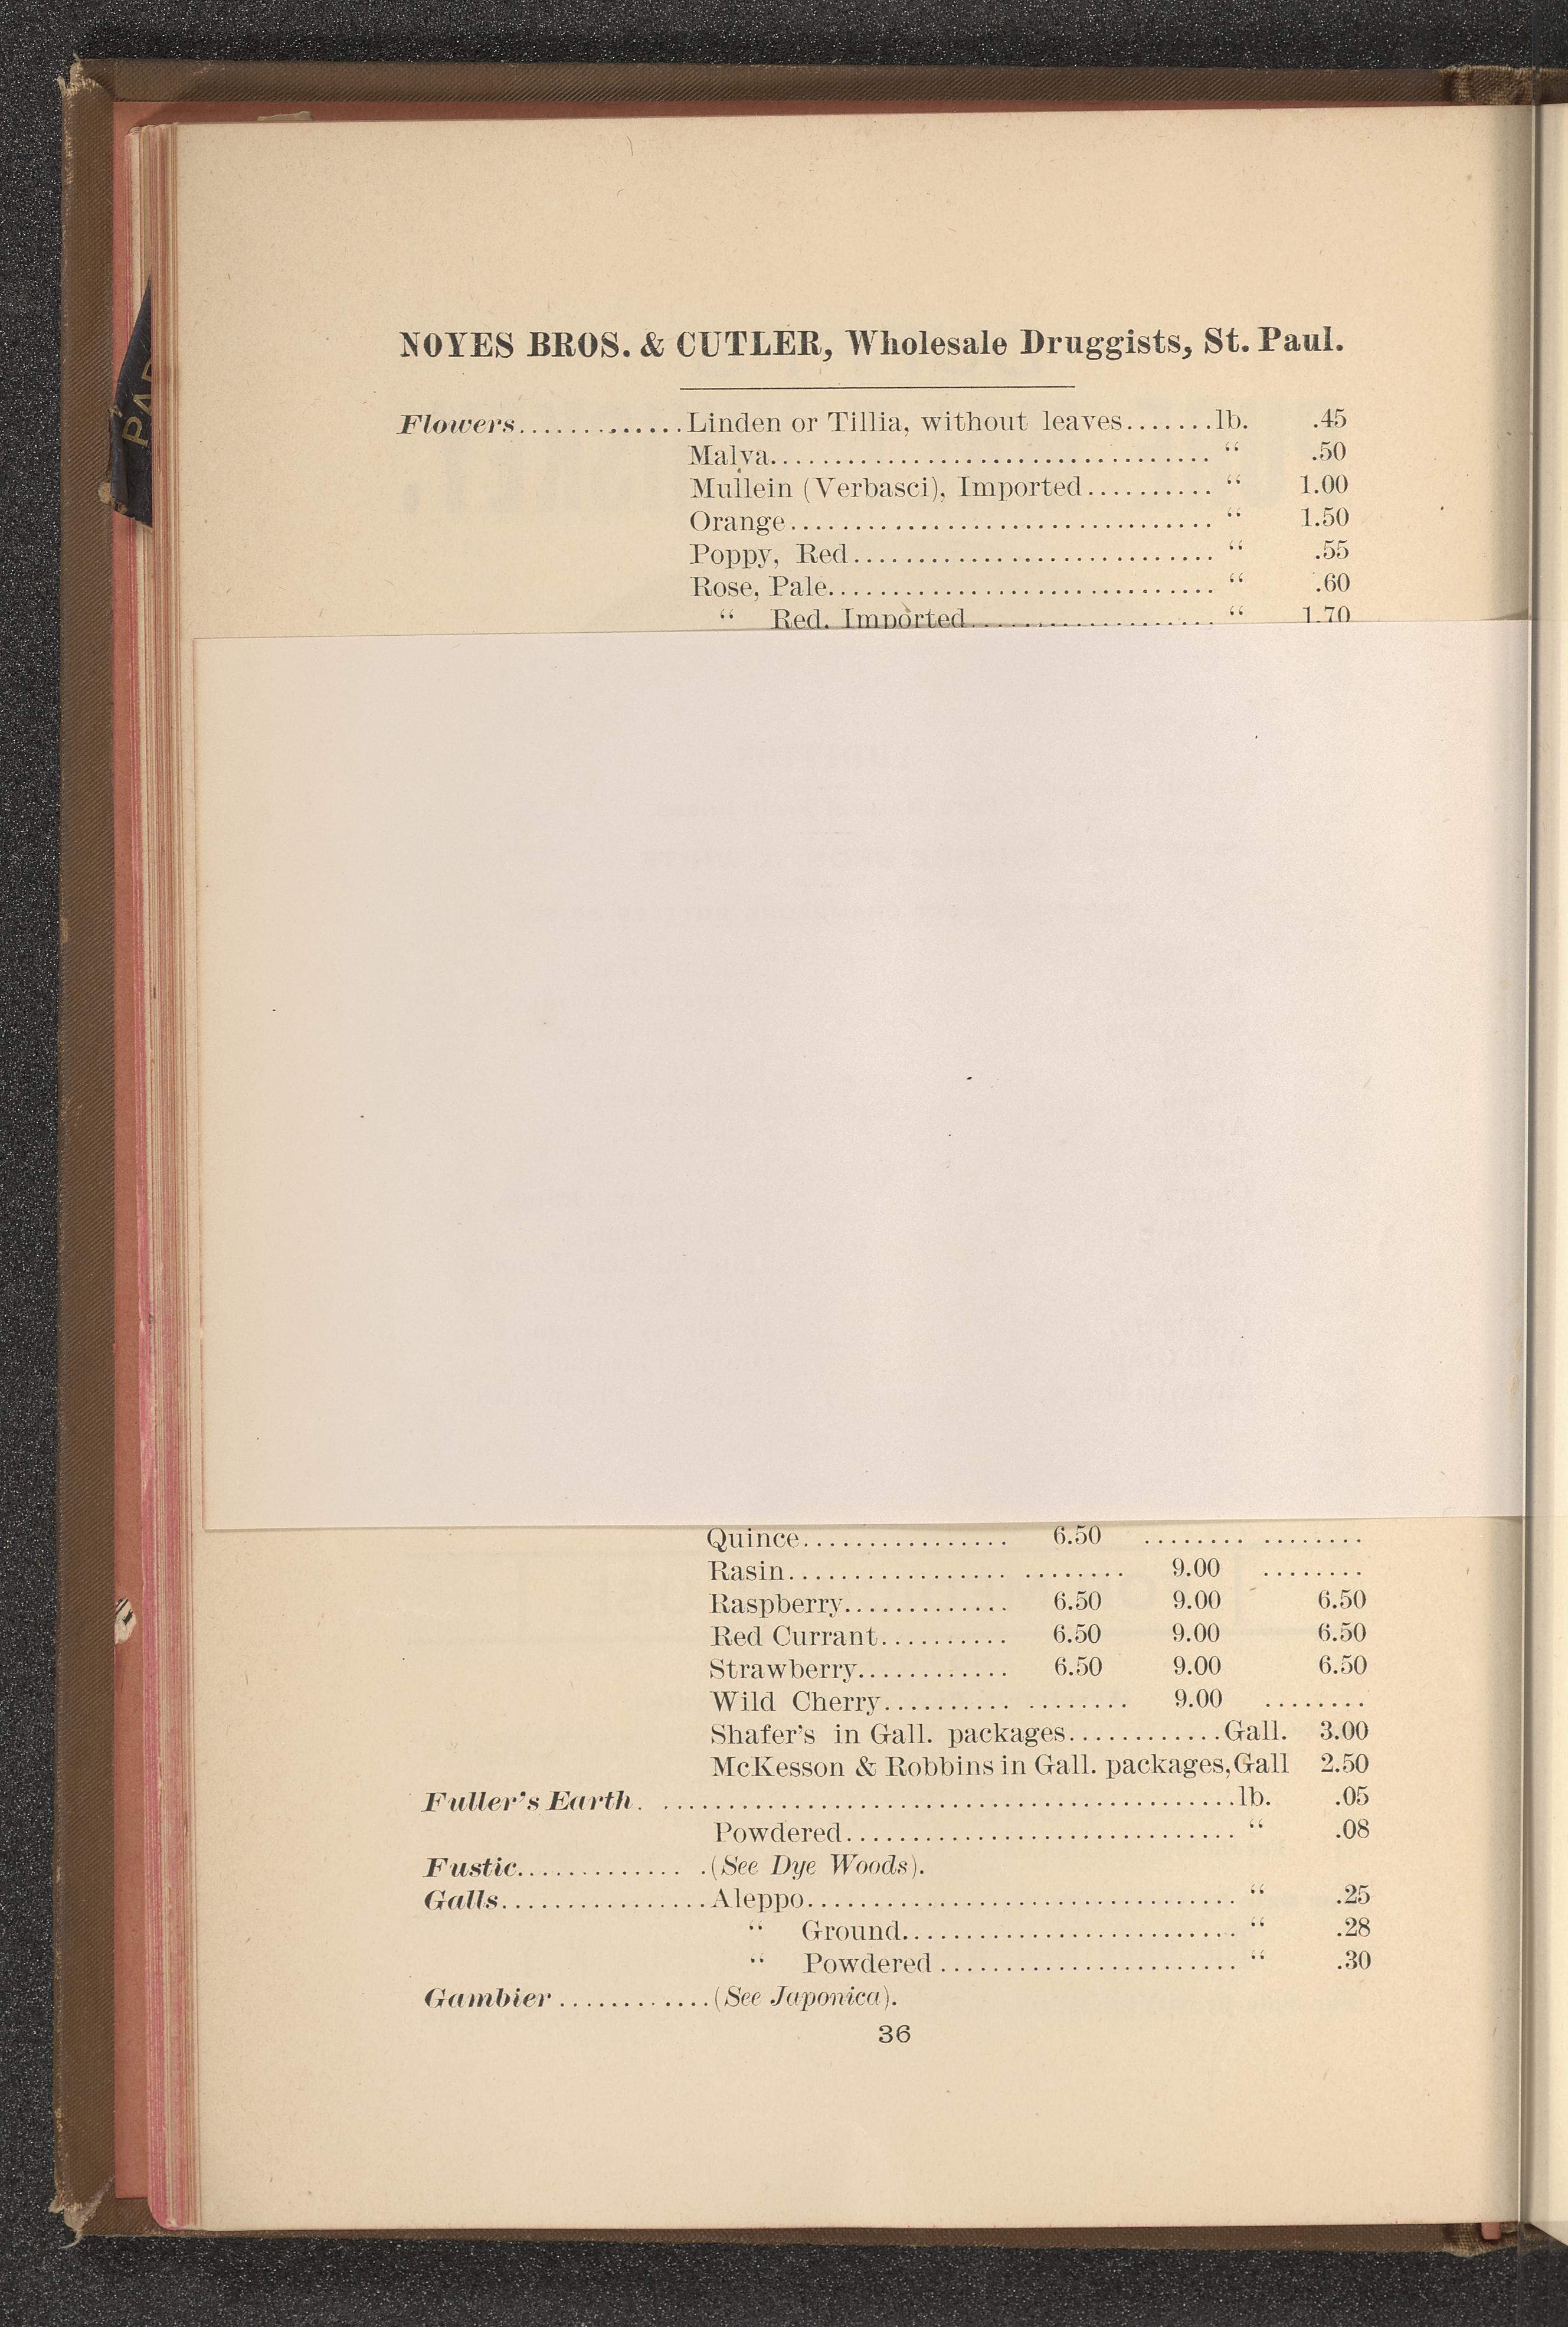 NOYES BROS. & CUTLER, Wholesale Druggists, St. Paul.
Flowers.............Linden or Tillia, without leaves.......lb. .45
Malva.................................. “ .50
Mullein (Verbasci), Imported.......... “ 1.00
Orange................................. “ 1.50
Poppy, Red............................ “ .55
Rose, Pale.............................. “ .60
“ Red, Imported................... “ 1.70
Quince................ 6.50 ........ ........
Rasin................. ........ 9.00 ........
Raspberry............. 6.50 9.00 6.50
Red Currant.......... 6.50 9.00 6.50
Strawberry............ 6.50 9.00 6.50
Wild Cherry.......... ........ 9.00 ........
Shafer's in Gall. packages............Gall. 3.00
McKesson & Robbins in Gall. packages, Gall 2.50
Fuller's Earth. .............................................lb. .05
Powdered.............................. “ .08
Fustic............. .(See Dye Woods).
Galls................Aleppo................................. “ .25
“ Ground.......................... “ .28
“ Powdered....................... “ .30
Gambier............(See Japonica).
36